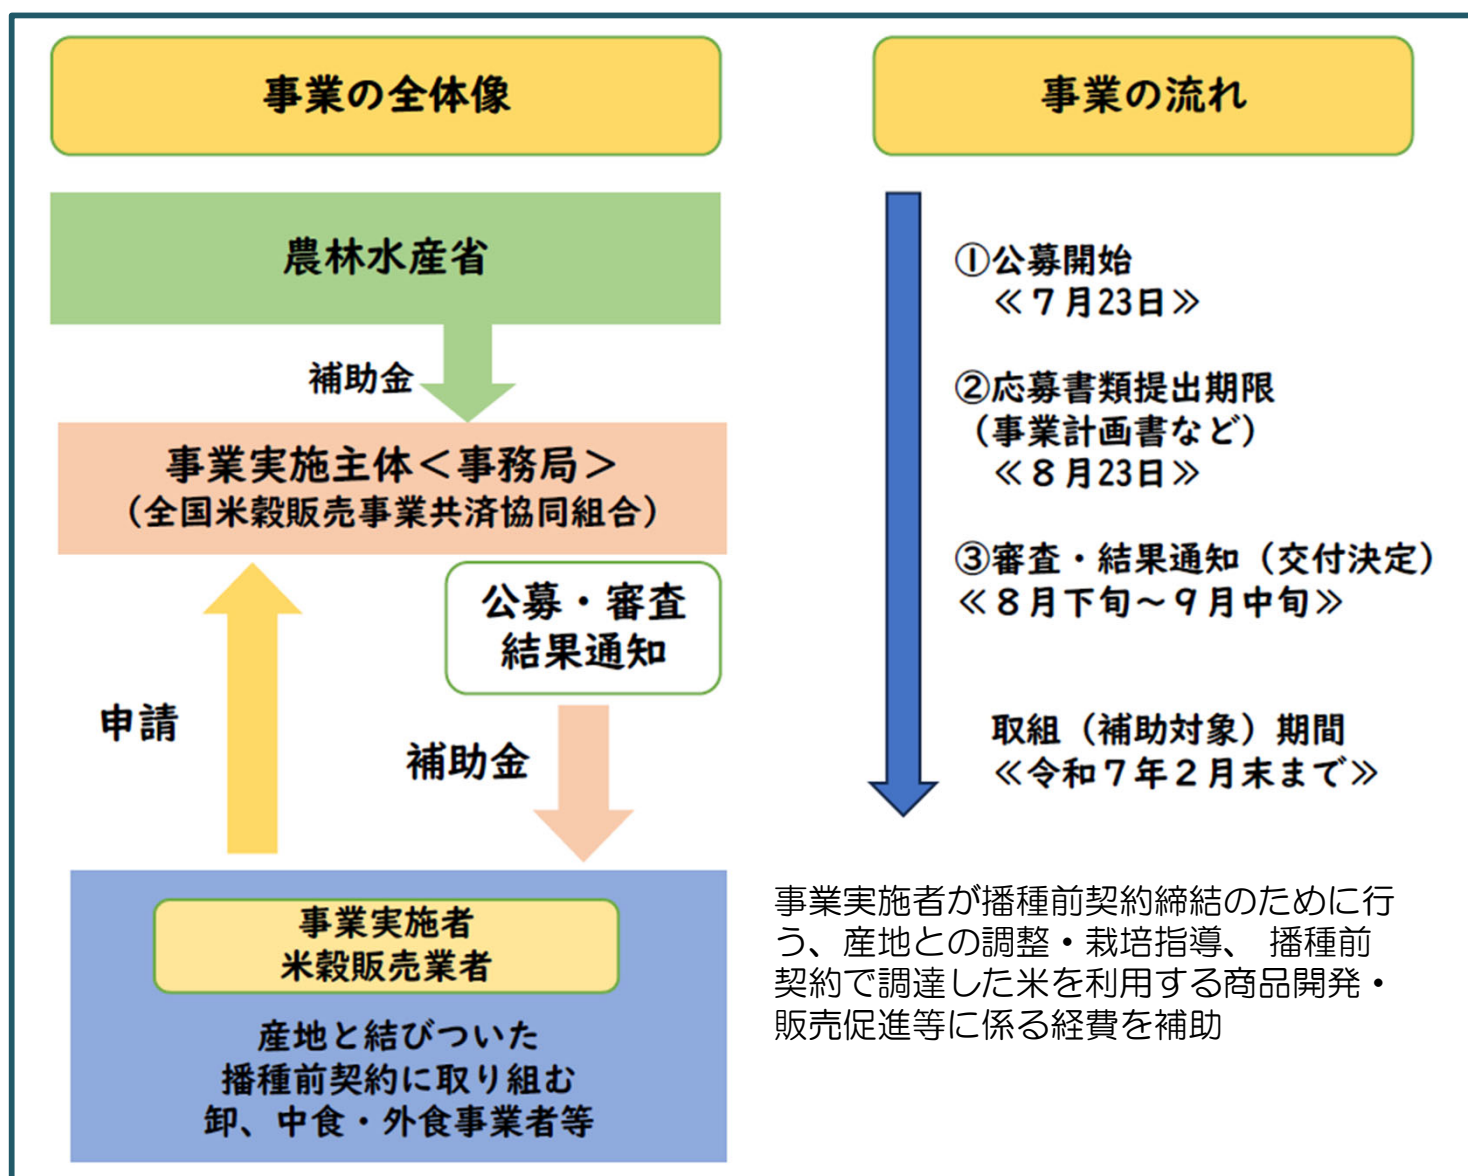 事業の全体像
農林水産省
補助金
事業実施主体＜事務局＞
（全国米穀販売事業共済協同組合）
公募・審査
結果通知
申請
補助金
事業実施者
米穀販売業者
産地と結びついた
播種前契約に取り組む
卸、中食・外食事業者等
事業の流れ
①公募開始
≪７月23日≫
②応募書類提出期限
（事業計画書など）
≪８月23日≫
③審査・結果通知（交付決定）
≪８月下旬～９月中旬≫
取組（補助対象）期間
≪令和７年２月末まで≫
事業実施者が播種前契約締結のために行
う、産地との調整・栽培指導、 播種前
契約で調達した米を利用する商品開発・
販売促進等に係る経費を補助